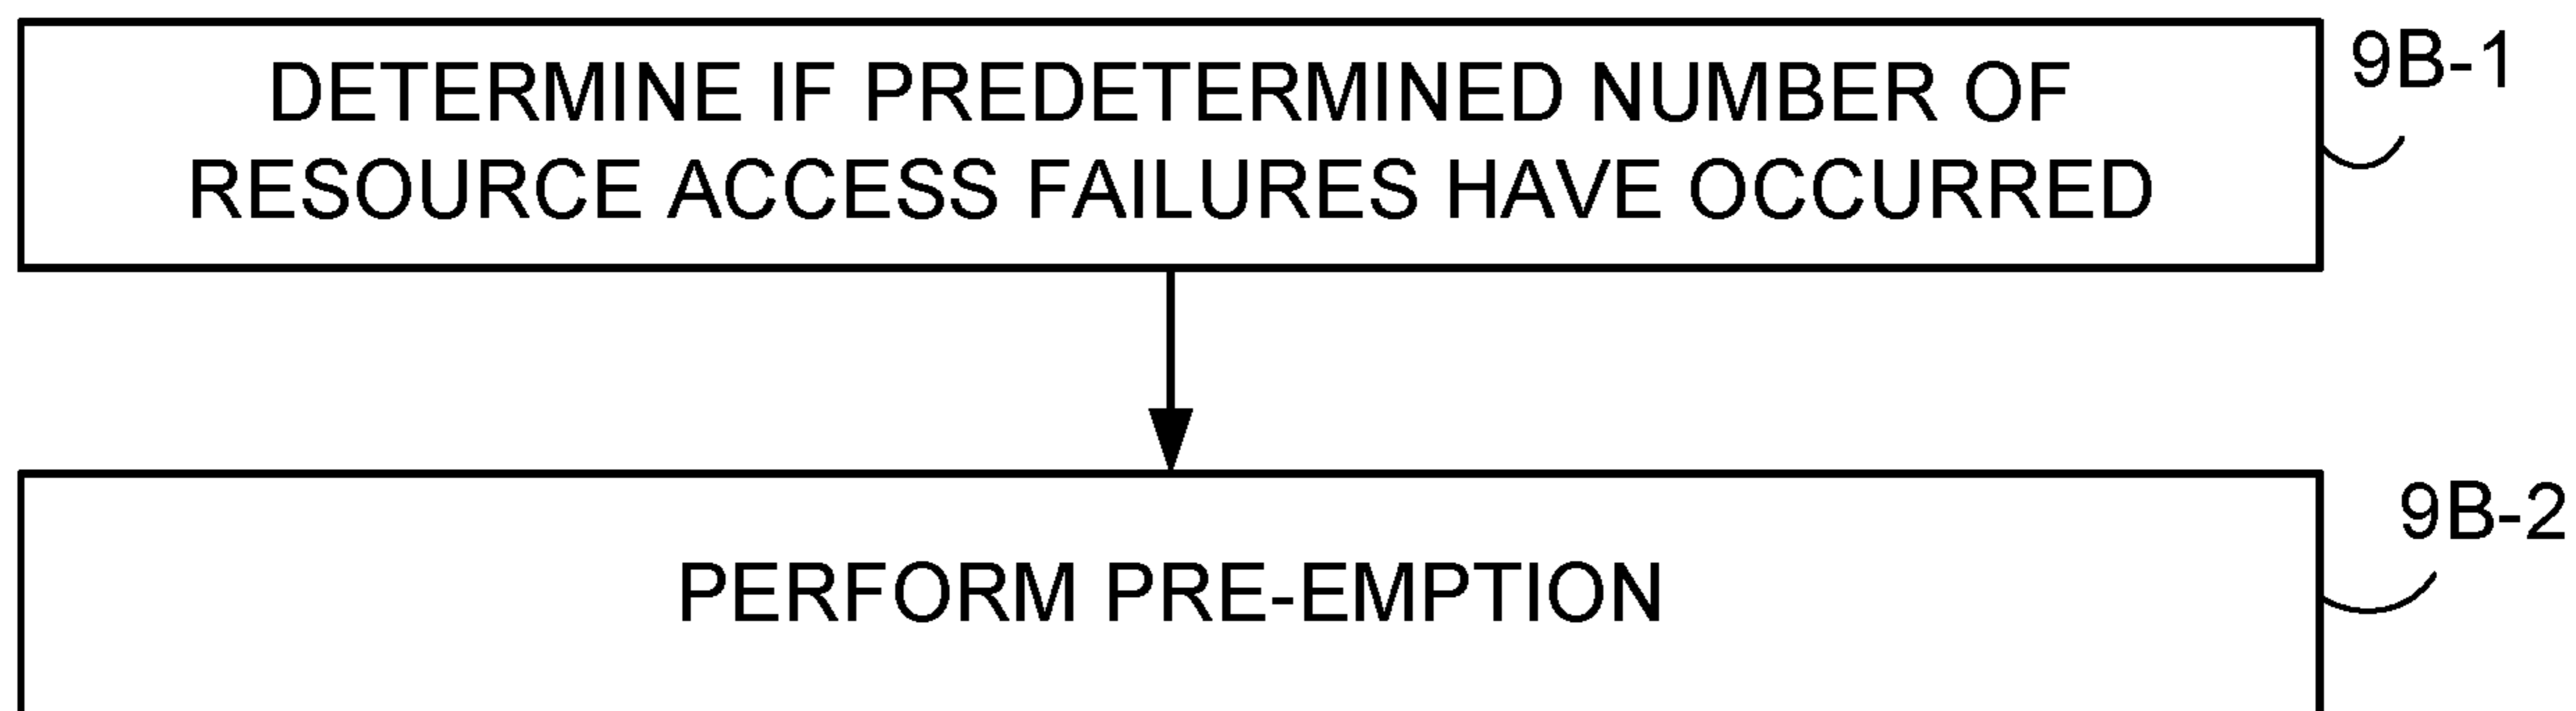 DETERMINE IF PREDETERMINED NUMBER OF
RESOURCE ACCESS FAILURES HAVE OCCURRED
9B-1
PERFORM PRE-EMPTION
9B-2